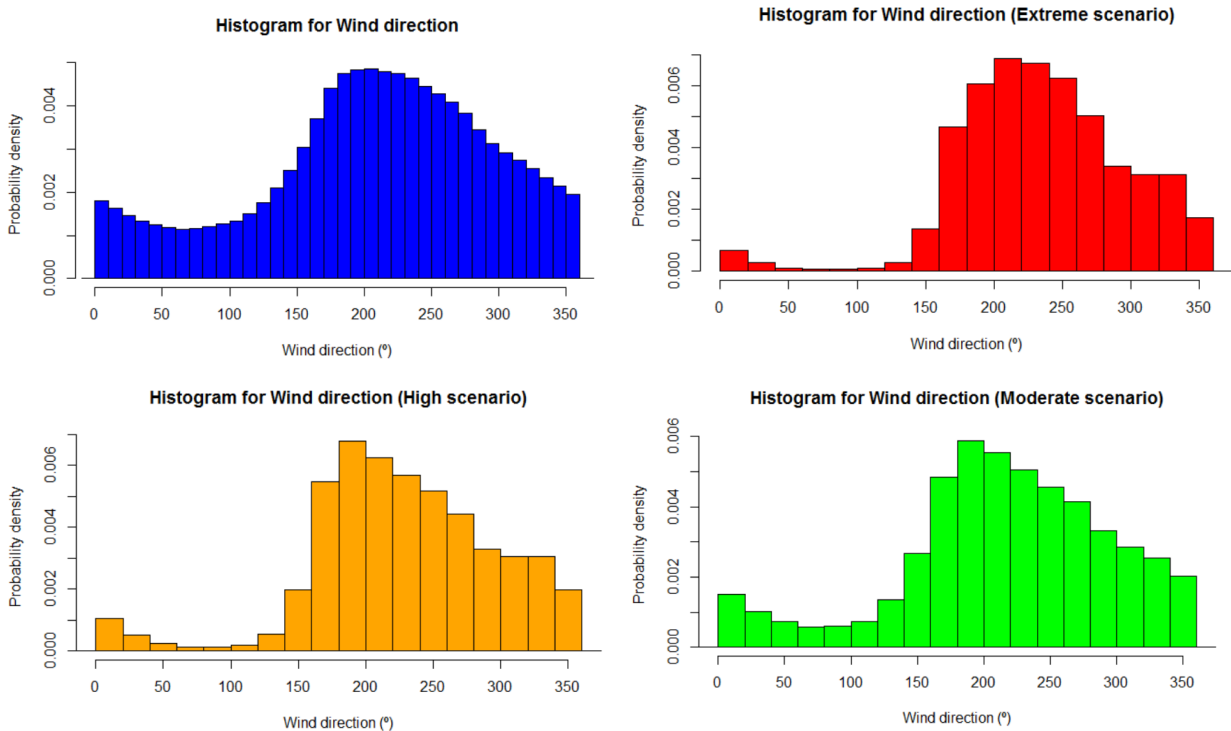 Histogram for Wind direction
Probability density
0.004
0.002
0.000
0 50 100 150 200 250 300 350
Wind direction (º)
Histogram for Wind direction (Extreme scenario)
Probability density
0.006
0.004
0.002
0.000
0 50 100 150 200 250 300 350
Wind direction (º)
Histogram for Wind direction (High scenario)
Probability density
0.006
0.004
0.002
0.000
0 50 100 150 200 250 300 350
Wind direction (º)
Histogram for Wind direction (Moderate scenario)
Probability density
0.006
0.004
0.002
0.000
0 50 100 150 200 250 300 350
Wind direction (º)